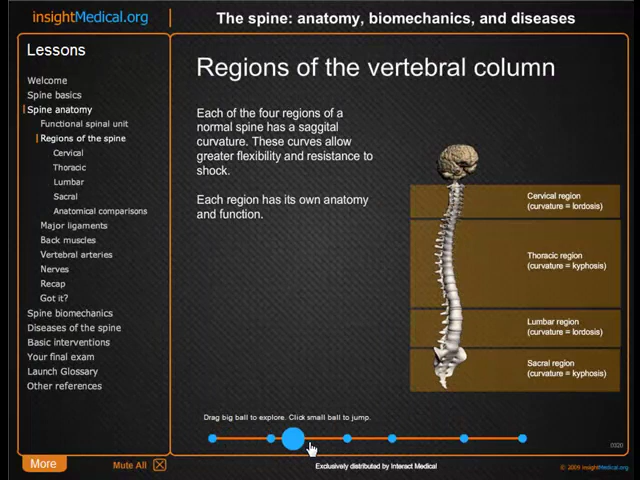 insightMedical.org
The spine: anatomy, biomechanics, and diseases
Lessons
Welcome
Spine basics
Spine anatomy
Functional spinal unit
Regions of the spine
Cervical
Thoracic
Lumbar
Sacral
Anatomical comparisons
Major ligaments
Back muscles
Vertebral arteries
Nerves
Recap
Got it?
Spine biomechanics
Diseases of the spine
Basic interventions
Your final exam
Launch Glossary
Other references
More
Mute All
Regions of the vertebral column
Each of the four regions of a
normal spine has a saggital
curvature. These curves allow
greater flexibility and resistance to
shock.
Each region has its own anatomy
and function.
Cervical region
(curvature = lordosis)
Thoracic region
(curvature = kyphosis)
Lumbar region
(curvature = lordosis)
Sacral region
(curvature = kyphosis)
Drag big ball to explore. Click small ball to jump.
0320
Exclusively distributed by Interact Medical
© 2009 insightMedical.org